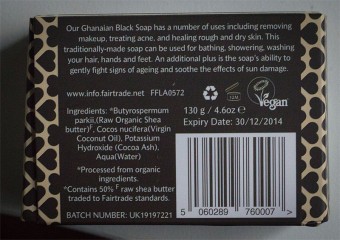 Our Ghanaian Black Soap has a number of uses including removing
makeup, treating acne, and healing rough and dry skin. This
traditionally-made soap can be used for bathing, showering, washing
your hair, hands and feet. An additional plus is the soap's ability to
gently fight signs of ageing and soothe the effects of sun damage.
www.info.fairtrade.net FFLA0572
12M
Vegan
Ingredients: *Butyrospermum
parkii,(Raw Organic Shea
butter)F, Cocos nucifera(Virgin
Coconut Oil), Potassium
Hydroxide (Cocoa Ash),
Aqua(Water)
*Processed from organic
ingredients.
^Contains 50% F raw shea butter
traded to Fairtrade standards.
BATCH NUMBER: UK19197221
130 g / 4.6oz e
Expiry Date: 30/12/2014
5 060289 760007 >